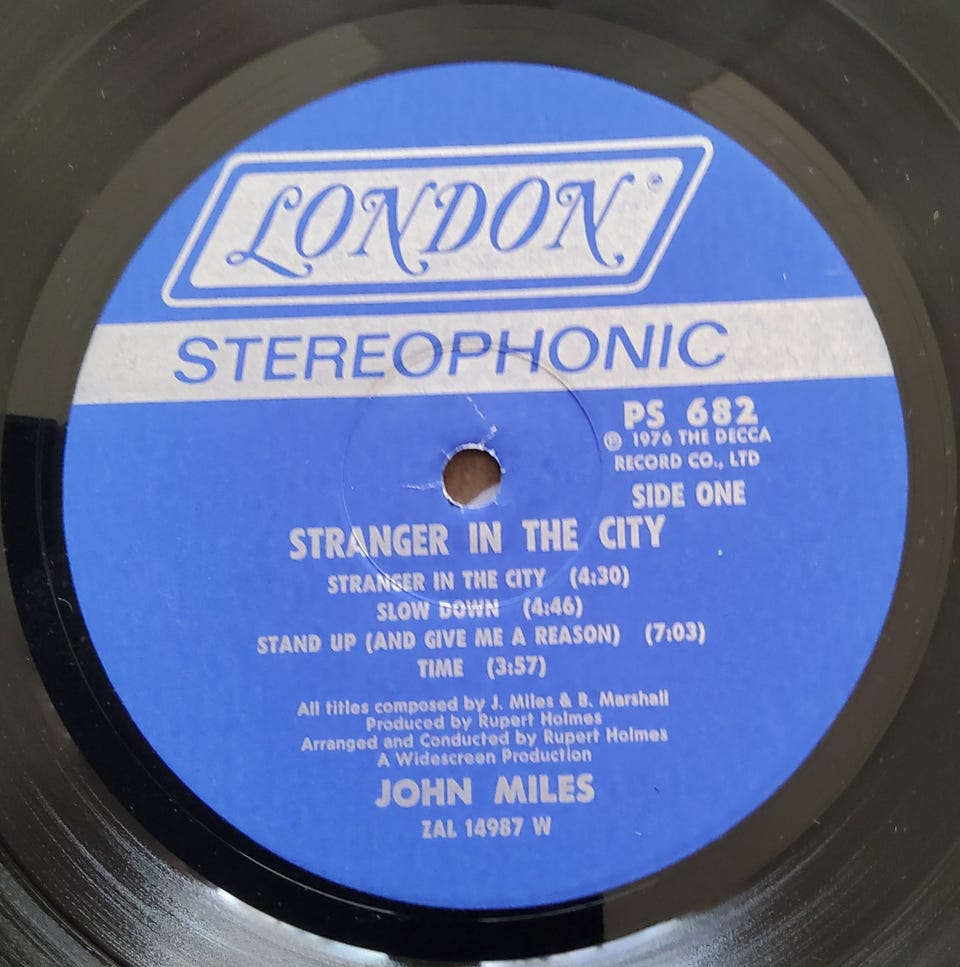 LONDON®
STEREOPHONIC
PS 682
℗ 1976 THE DECCA
RECORD CO., LTD
SIDE ONE
STRANGER IN THE CITY
STRANGER IN THE CITY (4:30)
SLOW DOWN (4:46)
STAND UP (AND GIVE ME A REASON) (7:03)
TIME (3:57)
All titles composed by J. Miles & B. Marshall
Produced by Rupert Holmes
Arranged and Conducted by Rupert Holmes
A Widescreen Production
JOHN MILES
ZAL 14987 W